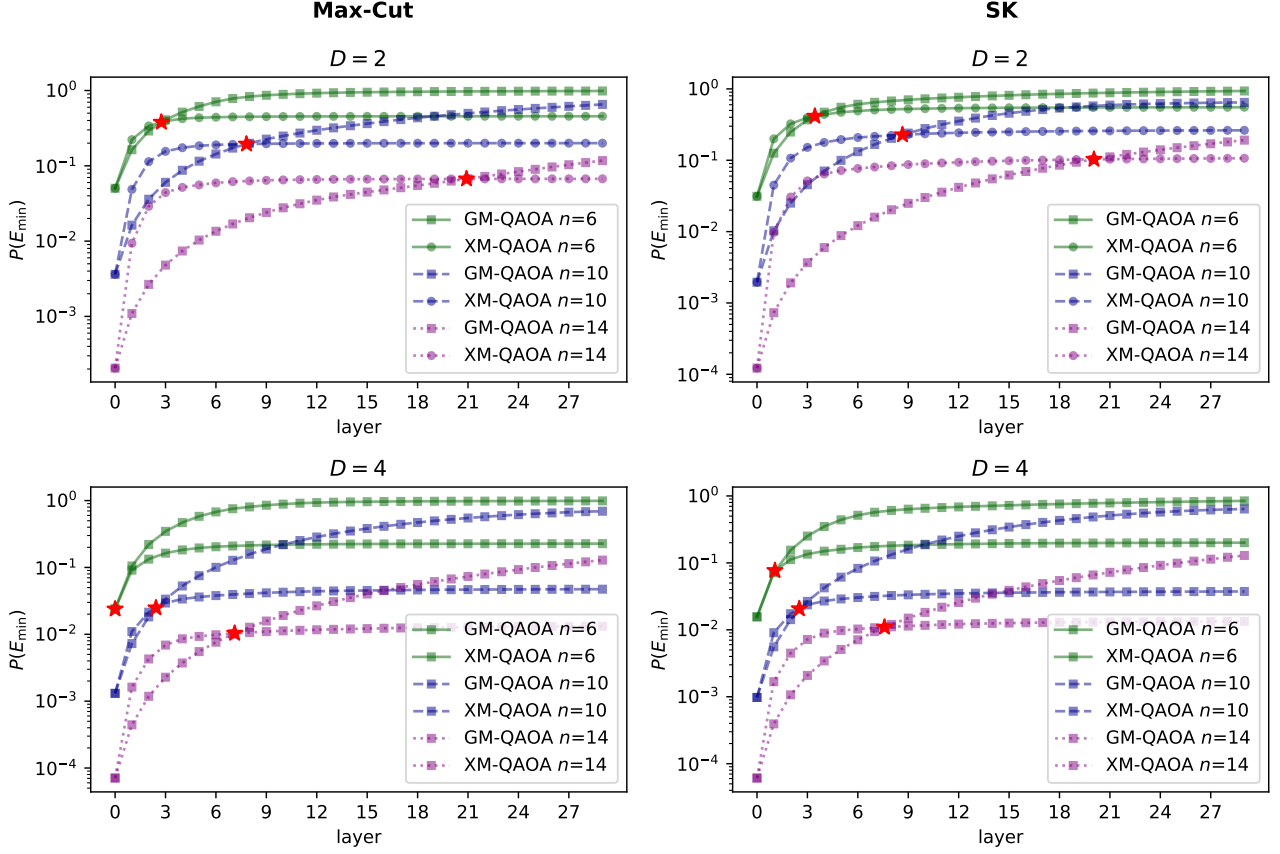 Max-Cut
SK
D = 2
P(E_min)
10^0
10^-1
10^-2
10^-3
GM-QAOA n=6
XM-QAOA n=6
GM-QAOA n=10
XM-QAOA n=10
GM-QAOA n=14
XM-QAOA n=14
0 3 6 9 12 15 18 21 24 27
layer
D = 2
P(E_min)
10^0
10^-1
10^-2
10^-3
10^-4
GM-QAOA n=6
XM-QAOA n=6
GM-QAOA n=10
XM-QAOA n=10
GM-QAOA n=14
XM-QAOA n=14
0 3 6 9 12 15 18 21 24 27
layer
D = 4
P(E_min)
10^0
10^-1
10^-2
10^-3
10^-4
GM-QAOA n=6
XM-QAOA n=6
GM-QAOA n=10
XM-QAOA n=10
GM-QAOA n=14
XM-QAOA n=14
0 3 6 9 12 15 18 21 24 27
layer
D = 4
P(E_min)
10^0
10^-1
10^-2
10^-3
10^-4
GM-QAOA n=6
XM-QAOA n=6
GM-QAOA n=10
XM-QAOA n=10
GM-QAOA n=14
XM-QAOA n=14
0 3 6 9 12 15 18 21 24 27
layer